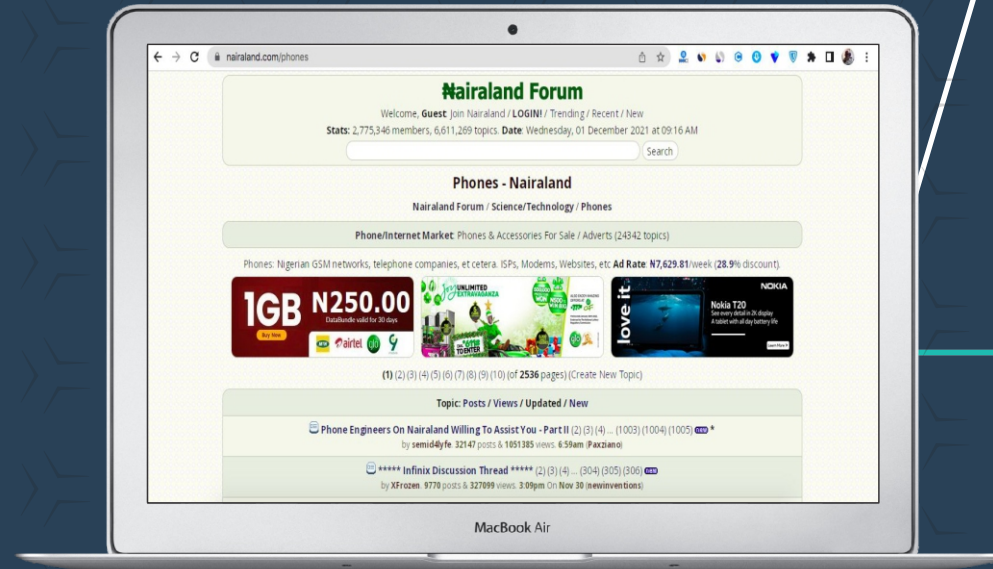 nairaland.com/phones
₦airaland Forum
Welcome, Guest: Join Nairaland / LOGIN! / Trending / Recent / New
Stats: 2,775,346 members, 6,611,269 topics. Date: Wednesday, 01 December 2021 at 09:16 AM
Search
Phones - Nairaland
Nairaland Forum / Science/Technology / Phones
Phone/Internet Market: Phones & Accessories For Sale / Adverts (24342 topics)
Phones: Nigerian GSM networks, telephone companies, et cetera. ISPs, Modems, Websites, etc Ad Rate: ₦7,629.81/week (28.9% discount).
1GB N250.00
DataBundle valid for 30 days
Buy Now
MTN airtel glo 9
Joy UNLIMITED
EXTRAVAGANZA
TO ENTER
glo
love it.
NOKIA
Nokia T20
See every detail in 2K display
A tablet with all day battery life
Learn More
(1) (2) (3) (4) (5) (6) (7) (8) (9) (10) (of 2536 pages) (Create New Topic)
Topic: Posts / Views / Updated / New
Phone Engineers On Nairaland Willing To Assist You - Part II (2) (3) (4) ... (1003) (1004) (1005) new *
by semid4lyfe. 32147 posts & 1051385 views. 6:59am (Paxziano)
***** Infinix Discussion Thread ***** (2) (3) (4) ... (304) (305) (306) new
by XFrozen. 9770 posts & 327099 views. 3:09pm On Nov 30 (newinventions)
MacBook Air